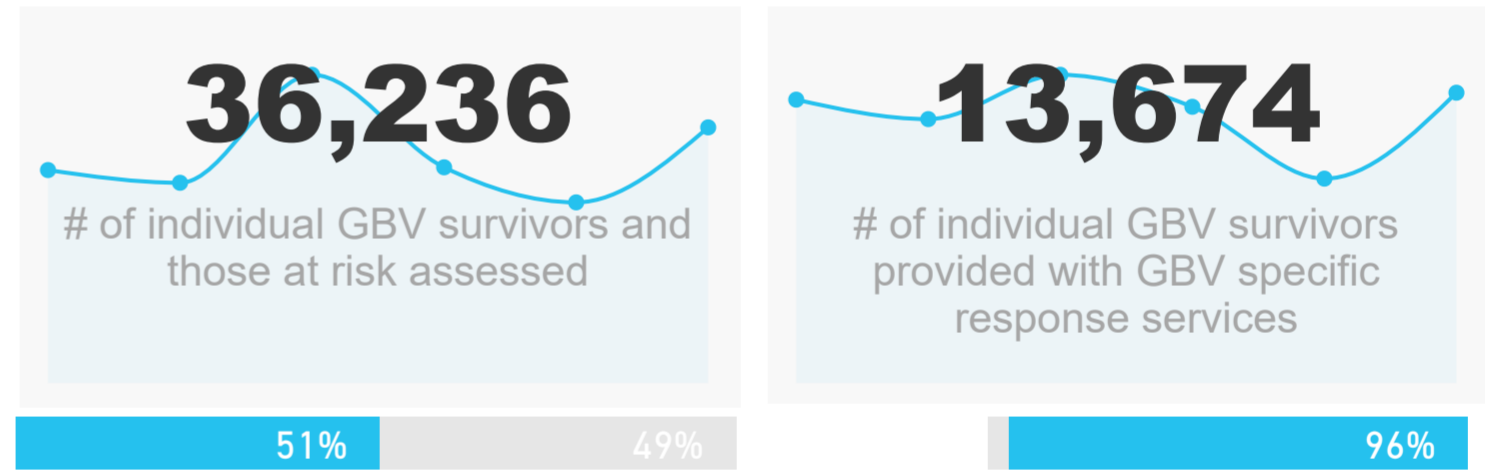 36,236
# of individual GBV survivors and
those at risk assessed
51% 49%
13,674
# of individual GBV survivors
provided with GBV specific
response services
96%